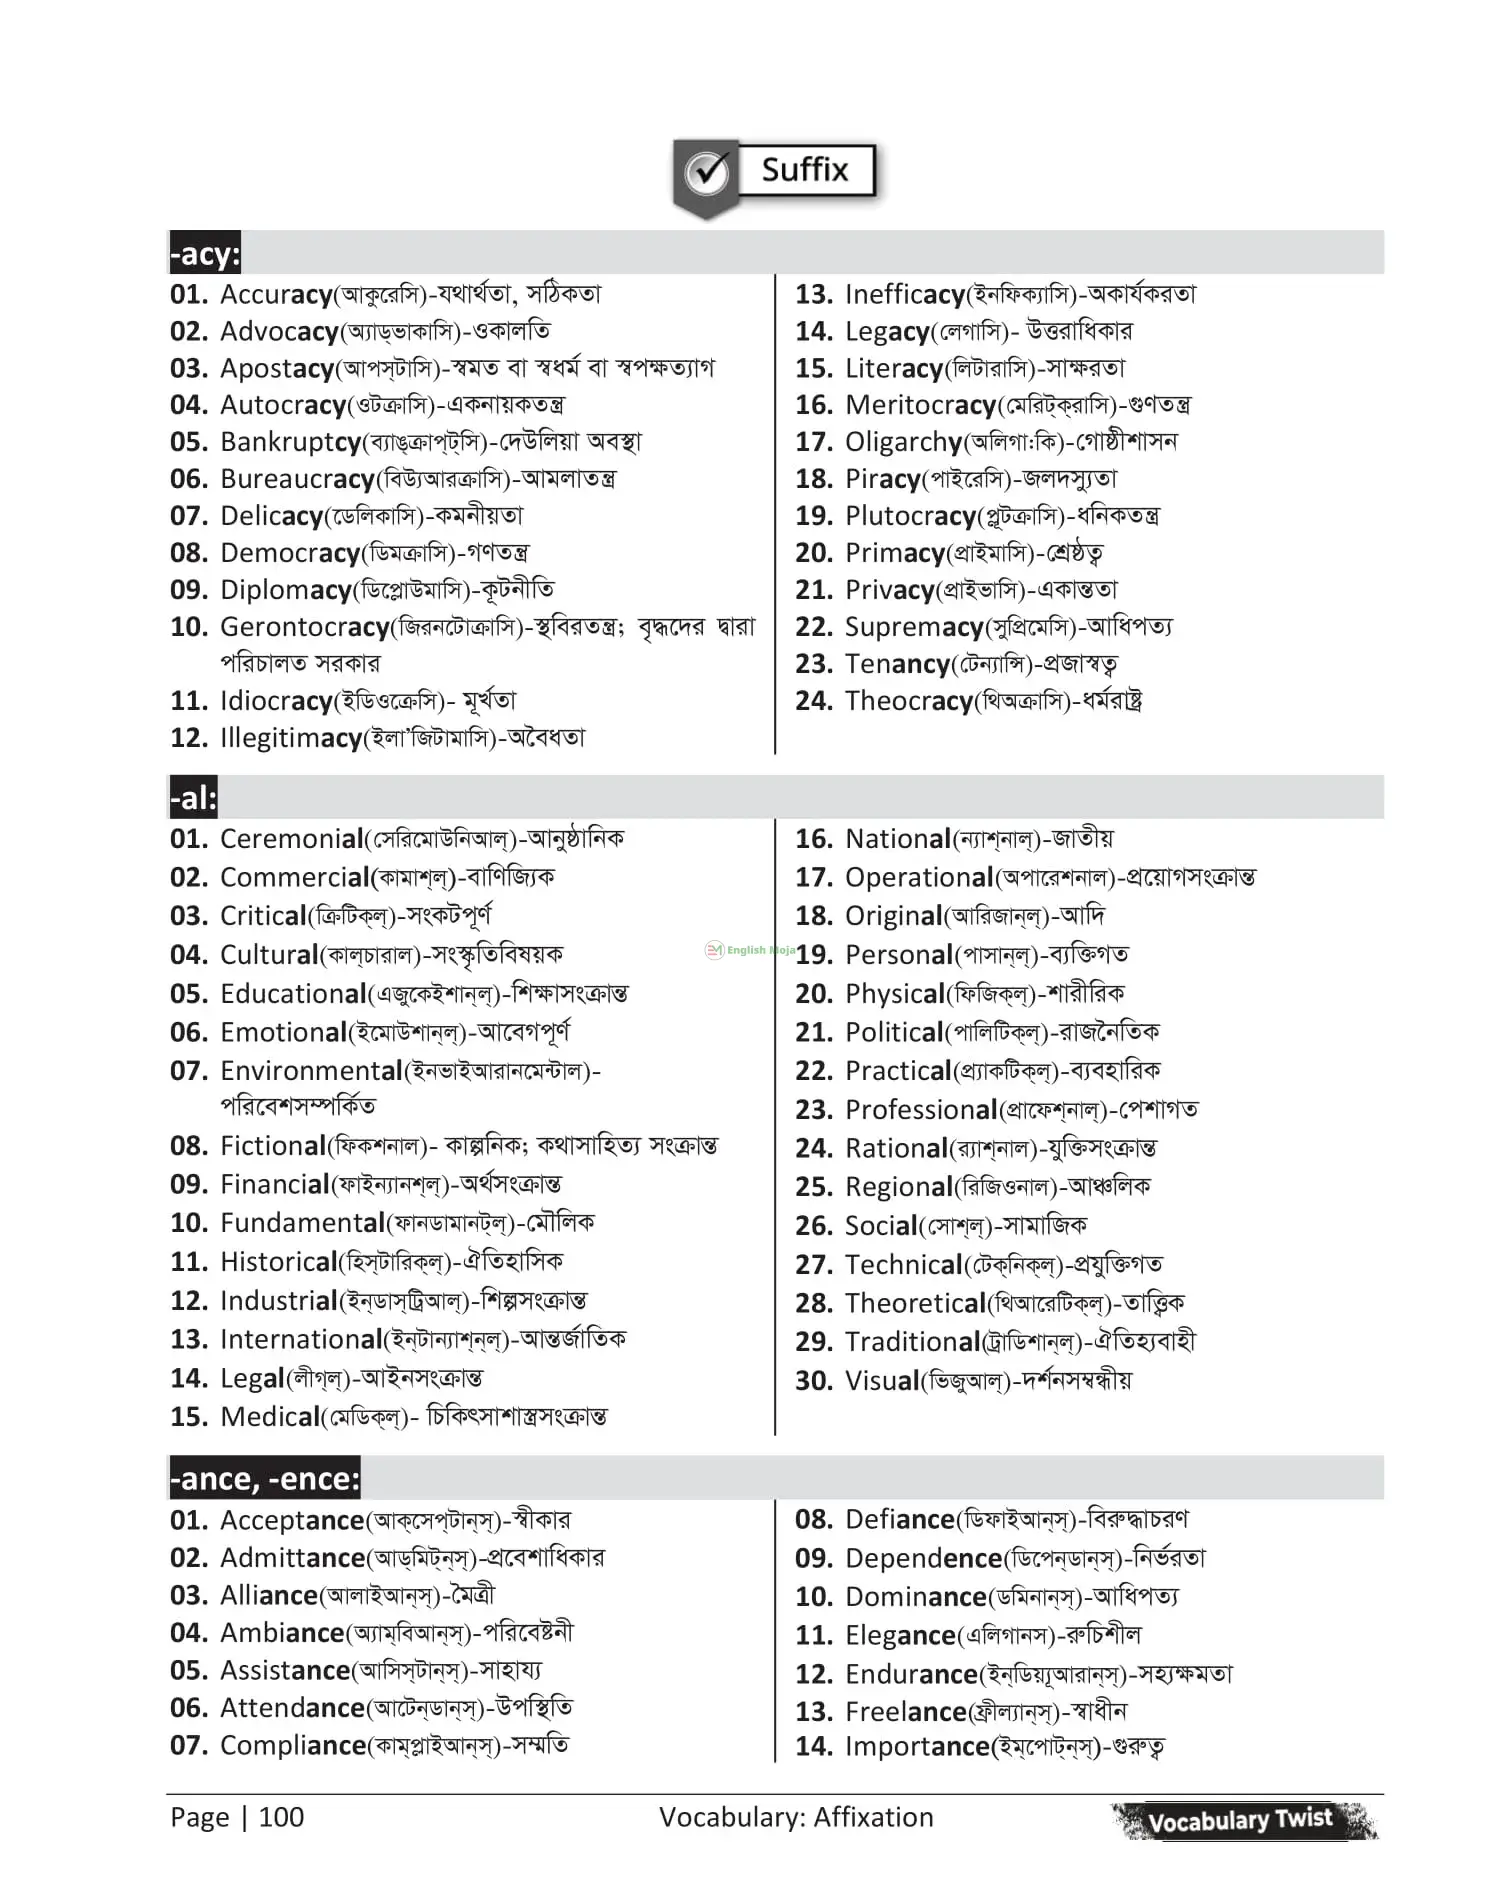 Suffix
-acy:
01. Accuracy(আকুরেসি)-যথার্থতা, সঠিকতা
02. Advocacy(অ্যাড্ভাকাসি)-ওকালতি
03. Apostacy(আপস্টাসি)-স্বমত বা স্বধর্ম বা স্বপক্ষত্যাগ
04. Autocracy(ওটক্রাসি)-একনায়কতন্ত্র
05. Bankruptcy(ব্যাঙ্ক্রাপ্ট্সি)-দেউলিয়া অবস্থা
06. Bureaucracy(বিউ্যআরক্রাসি)-আমলাতন্ত্র
07. Delicacy(ডেলিকাসি)-কমনীয়তা
08. Democracy(ডিমক্রাসি)-গণতন্ত্র
09. Diplomacy(ডিপ্লোউমাসি)-কূটনীতি
10. Gerontocracy(জিরনটোক্রাসি)-স্থবিরতন্ত্র; বৃদ্ধদের দ্বারা
পরিচালত সরকার
11. Idiocracy(ইডিওক্রেসি)- মূর্খতা
12. Illegitimacy(ইলা’জিটামাসি)-অবৈধতা
13. Inefficacy(ইনফিক্যাসি)-অকার্যকরতা
14. Legacy(লেগাসি)- উত্তরাধিকার
15. Literacy(লিটারাসি)-সাক্ষরতা
16. Meritocracy(মেরিট্ক্রাসি)-গুণতন্ত্র
17. Oligarchy(অলিগা:কি)-গোষ্ঠীশাসন
18. Piracy(পাইরেসি)-জলদস্যুতা
19. Plutocracy(প্লূটক্রাসি)-ধনিকতন্ত্র
20. Primacy(প্রাইমাসি)-শ্রেষ্ঠত্ব
21. Privacy(প্রাইভাসি)-একান্ততা
22. Supremacy(সুপ্রিমেসি)-আধিপত্য
23. Tenancy(টেন্যান্সি)-প্রজাস্বত্ব
24. Theocracy(থিঅক্রাসি)-ধর্মরাষ্ট্র
-al:
01. Ceremonial(সেরিমোউনিআল্)-আনুষ্ঠানিক
02. Commercial(কামাশ্ল্)-বাণিজ্যিক
03. Critical(ক্রিটিক্ল্)-সংকটপূর্ণ
04. Cultural(কাল্চারাল)-সংস্কৃতিবিষয়ক
05. Educational(এজুকেইশান্ল্)-শিক্ষাসংক্রান্ত
06. Emotional(ইমোউশান্ল্)-আবেগপূর্ণ
07. Environmental(ইনভাইআরানমেন্টাল)-
পরিবেশসম্পর্কিত
08. Fictional(ফিকশনাল)- কাল্পনিক; কথাসাহিত্য সংক্রান্ত
09. Financial(ফাইন্যানশ্ল্)-অর্থসংক্রান্ত
10. Fundamental(ফানডামানট্ল্)-মৌলিক
11. Historical(হিস্টারিক্ল্)-ঐতিহাসিক
12. Industrial(ইন্ডাস্ট্রিআল্)-শিল্পসংক্রান্ত
13. International(ইন্টান্যাশ্ন্ল্)-আন্তর্জাতিক
14. Legal(লীগ্ল্)-আইনসংক্রান্ত
15. Medical(মেডিক্ল্)- চিকিৎসাশাস্ত্রসংক্রান্ত
16. National(ন্যাশ্নাল্)-জাতীয়
17. Operational(অপারেশনাল)-প্রয়োগসংক্রান্ত
18. Original(আরিজান্ল্)-আদি
English Moja
19. Personal(পাসান্ল্)-ব্যক্তিগত
20. Physical(ফিজিক্ল্)-শারীরিক
21. Political(পালিটিক্ল্)-রাজনৈতিক
22. Practical(প্র্যাকটিক্ল্)-ব্যবহারিক
23. Professional(প্রাফেশ্নাল্)-পেশাগত
24. Rational(র‍্যাশ্নাল)-যুক্তিসংক্রান্ত
25. Regional(রিজিওনাল)-আঞ্চলিক
26. Social(সোশ্ল্)-সামাজিক
27. Technical(টেক্নিক্ল্)-প্রযুক্তিগত
28. Theoretical(থিআরেটিক্ল্)-তাত্ত্বিক
29. Traditional(ট্রাডিশান্ল্)-ঐতিহ্যবাহী
30. Visual(ভিজুআল্)-দর্শনসম্বন্ধীয়
-ance, -ence:
01. Acceptance(আক্সেপ্টান্স্)-স্বীকার
02. Admittance(আড্মিট্ন্স্)-প্রবেশাধিকার
03. Alliance(আলাইআন্স্)-মৈত্রী
04. Ambiance(অ্যাম্বিআন্স্)-পরিবেষ্টনী
05. Assistance(আসিস্টান্স্)-সাহায্য
06. Attendance(আটেন্ডান্স্)-উপস্থিতি
07. Compliance(কাম্প্লাইআন্স্)-সম্মতি
08. Defiance(ডিফাইআন্স্)-বিরুদ্ধাচরণ
09. Dependence(ডিপেন্ডান্স্)-নির্ভরতা
10. Dominance(ডমিনান্স্)-আধিপত্য
11. Elegance(এলিগানস)-রুচিশীল
12. Endurance(ইন্ডিয়্যূআরান্স্)-সহ্যক্ষমতা
13. Freelance(ফ্রীল্যান্স্)-স্বাধীন
14. Importance(ইম্পোট্ন্স্)-গুরুত্ব
Page | 100 Vocabulary: Affixation Vocabulary Twist